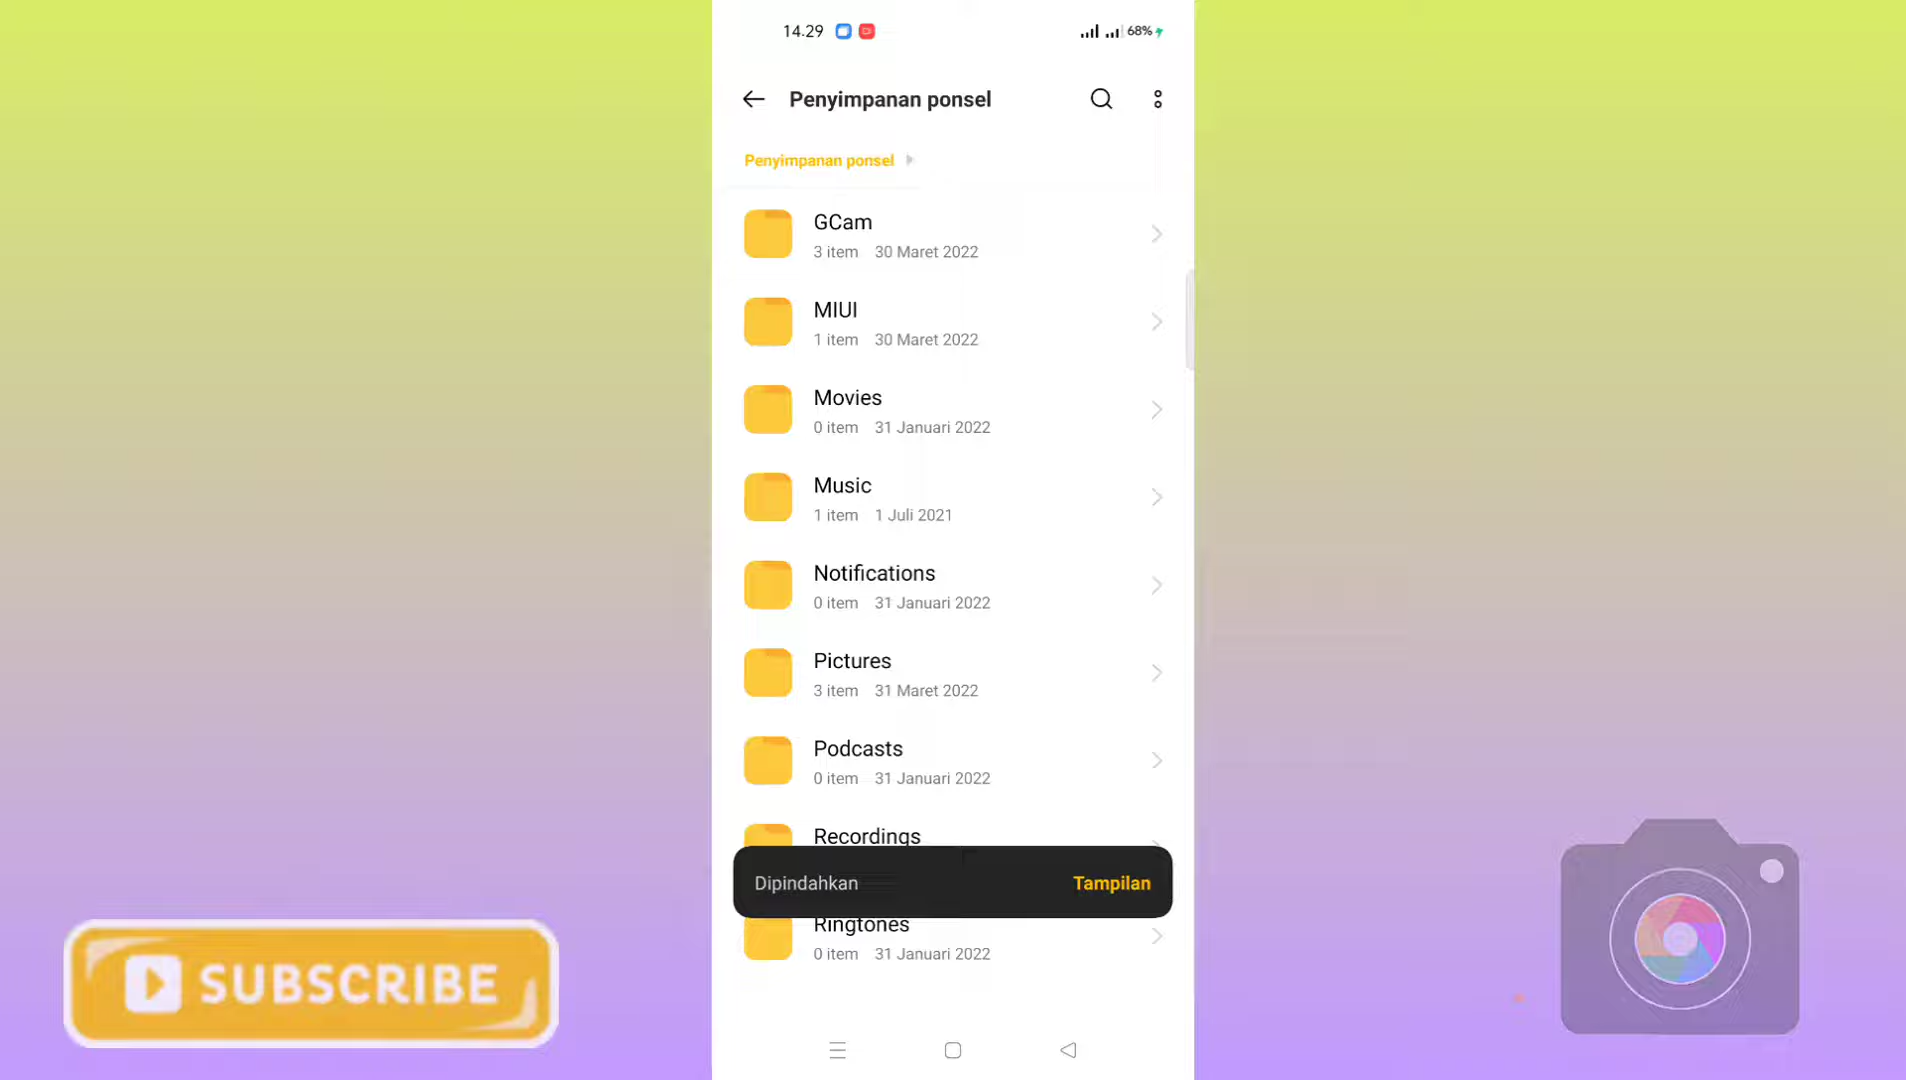 14.29
68%
Penyimpanan ponsel
Penyimpanan ponsel
GCam
3 item 30 Maret 2022
MIUI
1 item 30 Maret 2022
Movies
0 item 31 Januari 2022
Music
1 item 1 Juli 2021
Notifications
0 item 31 Januari 2022
Pictures
3 item 31 Maret 2022
Podcasts
0 item 31 Januari 2022
Recordings
Dipindahkan Tampilan
Ringtones
0 item 31 Januari 2022
SUBSCRIBE